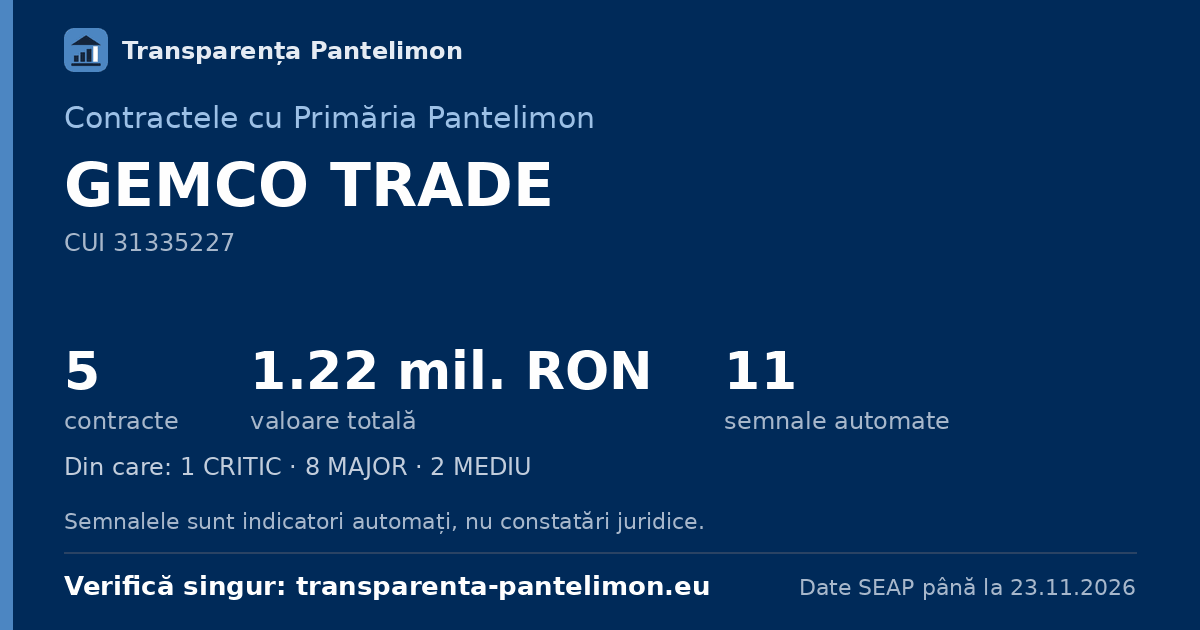 Transparența Pantelimon
Contractele cu Primăria Pantelimon
GEMCO TRADE
CUI 31335227
5 1.22 mil. RON 11
contracte valoare totală semnale automate
Din care: 1 CRITIC · 8 MAJOR · 2 MEDIU
Semnalele sunt indicatori automați, nu constatări juridice.
Verifică singur: transparenta-pantelimon.eu Date SEAP până la 23.11.2026